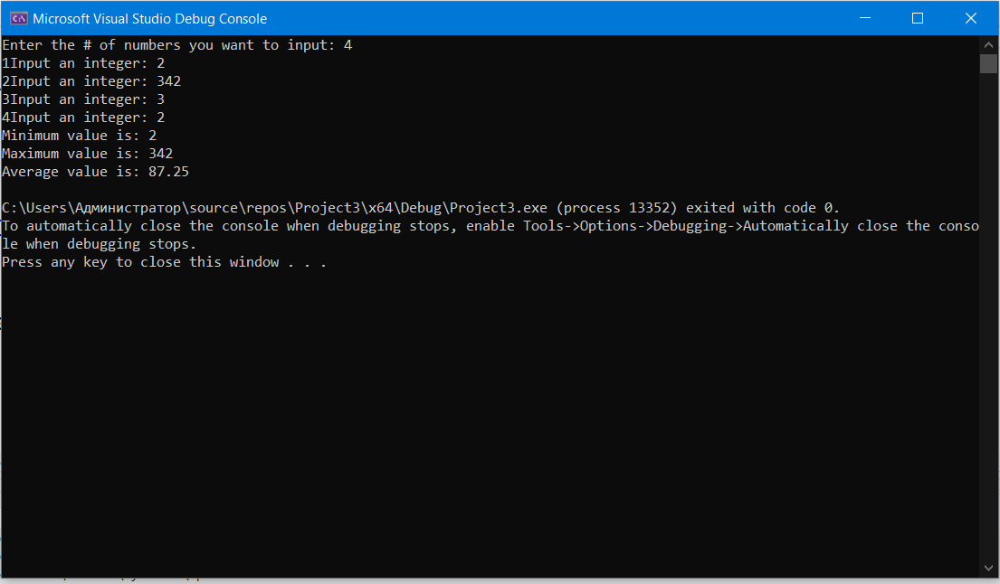 Microsoft Visual Studio Debug Console
Enter the # of numbers you want to input: 4
1Input an integer: 2
2Input an integer: 342
3Input an integer: 3
4Input an integer: 2
Minimum value is: 2
Maximum value is: 342
Average value is: 87.25
C:\Users\Администратор\source\repos\Project3\x64\Debug\Project3.exe (process 13352) exited with code 0.
To automatically close the console when debugging stops, enable Tools->Options->Debugging->Automatically close the conso
le when debugging stops.
Press any key to close this window . . .